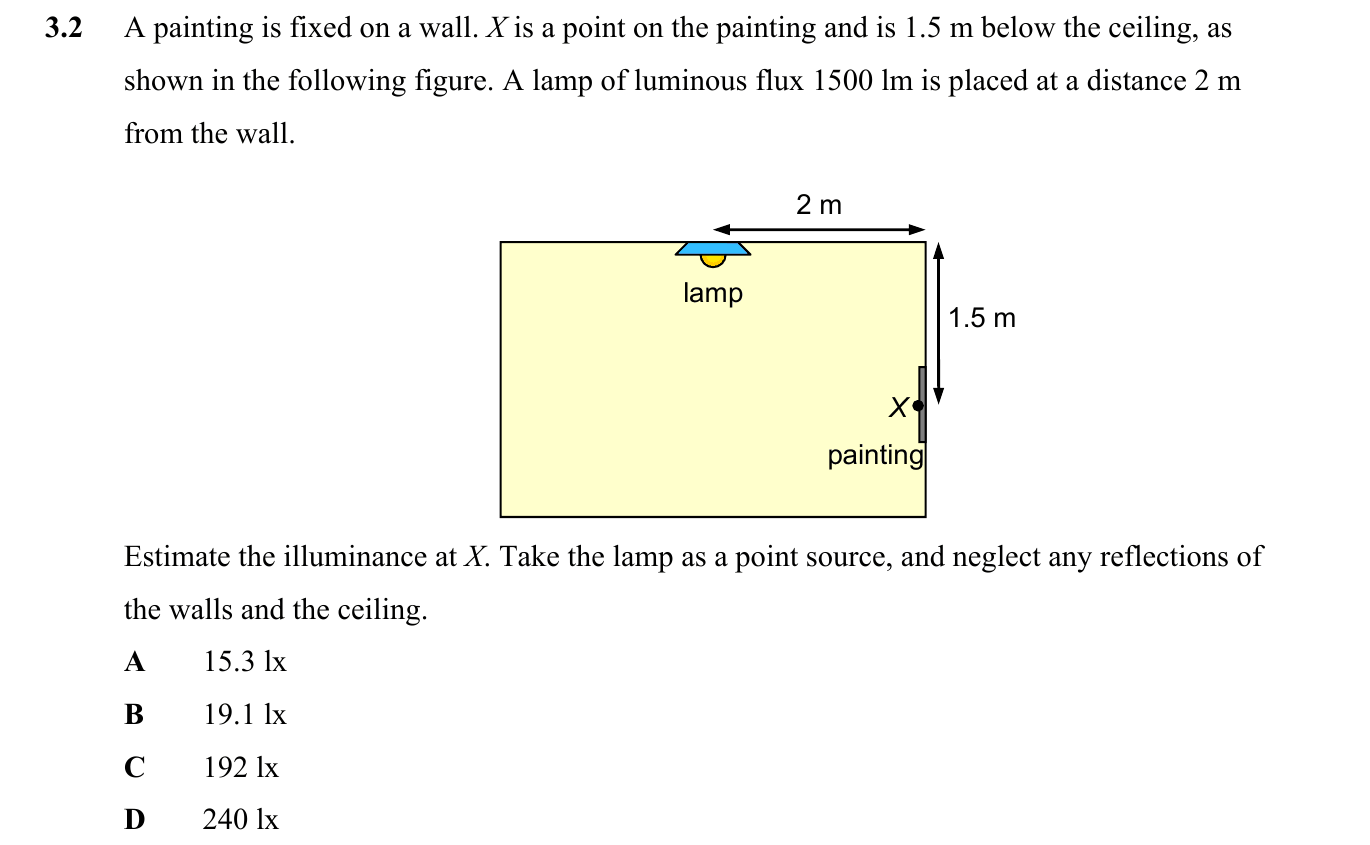 3.2 A painting is fixed on a wall. X is a point on the painting and is 1.5 m below the ceiling, as
shown in the following figure. A lamp of luminous flux 1500 lm is placed at a distance 2 m
from the wall.
2 m
lamp
1.5 m
X
painting
Estimate the illuminance at X. Take the lamp as a point source, and neglect any reflections of
the walls and the ceiling.
A 15.3 lx
B 19.1 lx
C 192 lx
D 240 lx